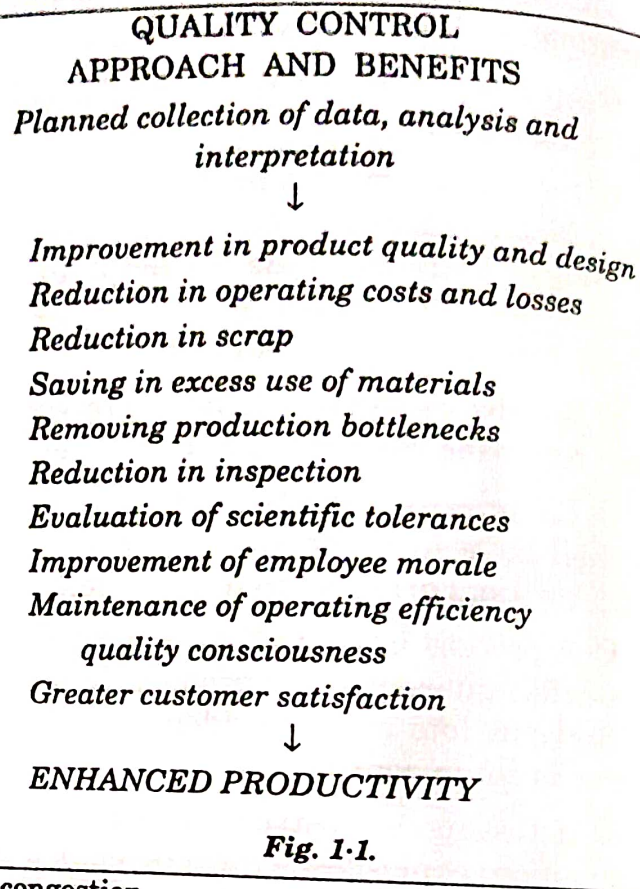 QUALITY CONTROL
APPROACH AND BENEFITS
Planned collection of data, analysis and
interpretation
↓
Improvement in product quality and design
Reduction in operating costs and losses
Reduction in scrap
Saving in excess use of materials
Removing production bottlenecks
Reduction in inspection
Evaluation of scientific tolerances
Improvement of employee morale
Maintenance of operating efficiency
quality consciousness
Greater customer satisfaction
↓
ENHANCED PRODUCTIVITY
Fig. 1·1.
congestion